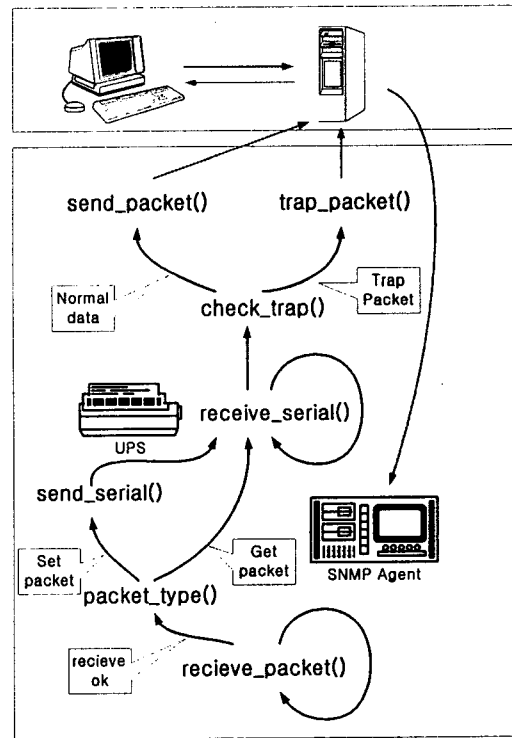 send_packet()
trap_packet()
Normal
data
Trap
Packet
check_trap()
receive_serial()
UPS
send_serial()
Set
packet
Get
packet
SNMP Agent
packet_type()
recieve
ok
recieve_packet()